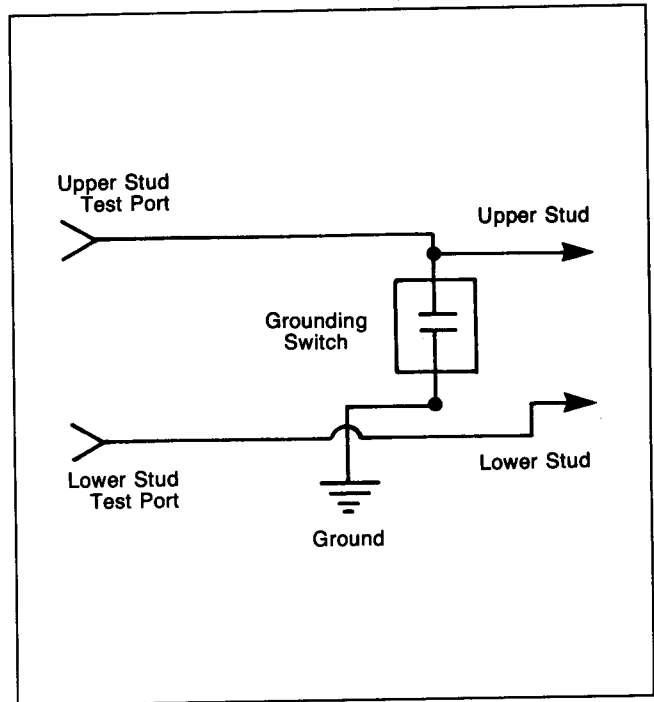 Upper Stud
Test Port
Upper Stud
Grounding
Switch
Lower Stud
Test Port
Lower Stud
Ground